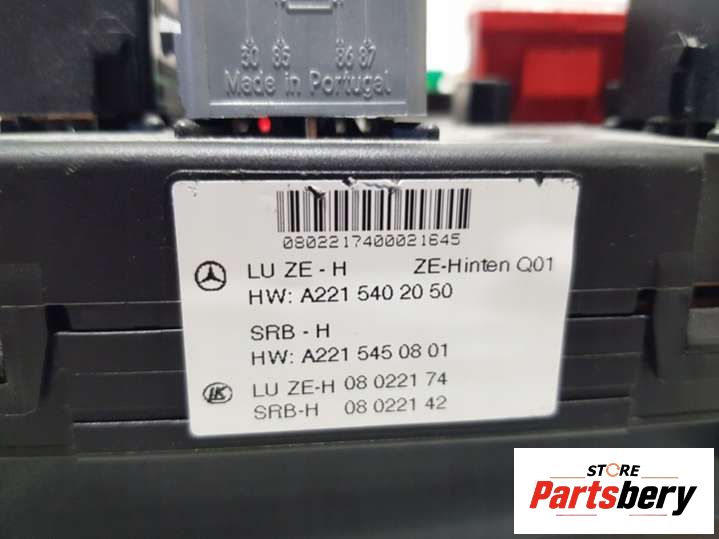 30 85 86 87
Made in Portugal
0802217400021645
LU ZE - H ZE-Hinten Q01
HW: A221 540 20 50
SRB - H
HW: A221 545 08 01
LK LU ZE-H 08 0221 74
SRB-H 08 0221 42
STORE
Partsbery